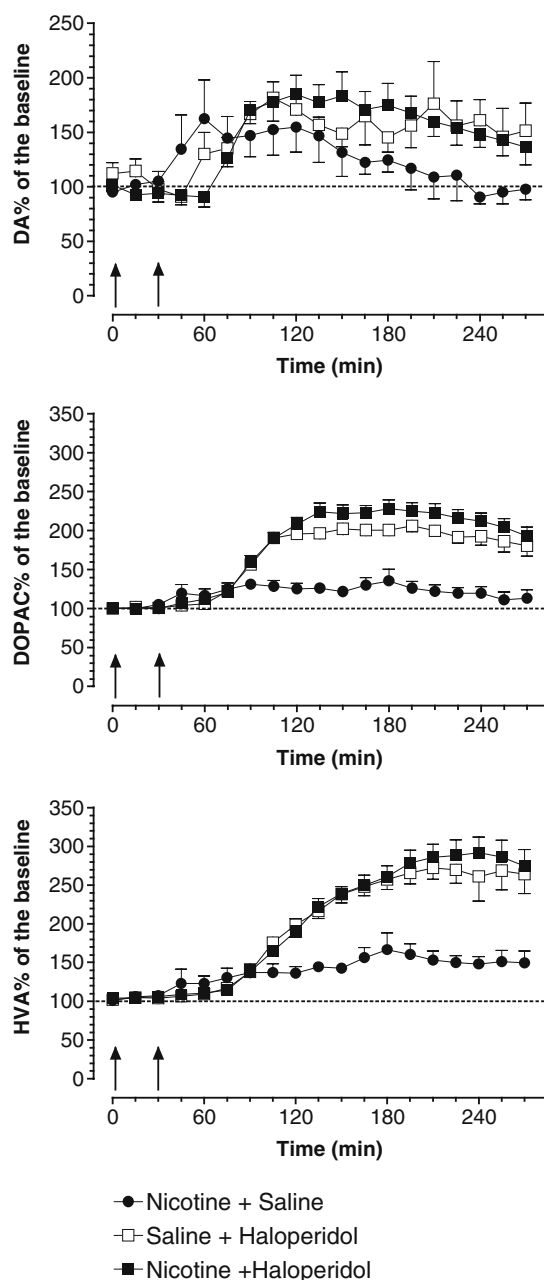 DA% of the baseline
250
200
150
100
50
0
0 60 120 180 240
Time (min)
DOPAC% of the baseline
350
300
250
200
150
100
50
0
0 60 120 180 240
Time (min)
HVA% of the baseline
350
300
250
200
150
100
50
0
0 60 120 180 240
Time (min)
Nicotine + Saline
Saline + Haloperidol
Nicotine +Haloperidol